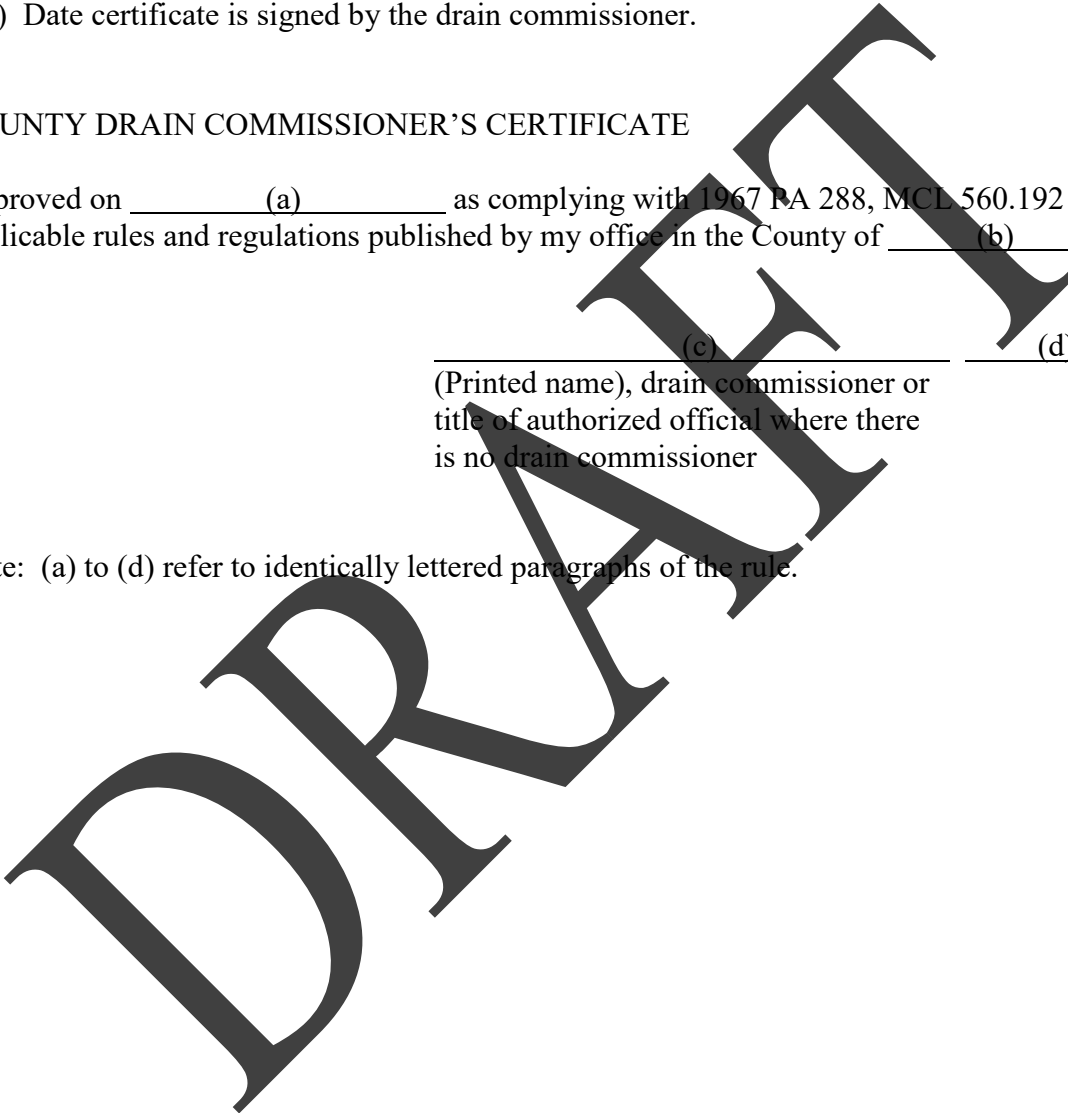 ) Date certificate is signed by the drain commissioner.
UNTY DRAIN COMMISSIONER’S CERTIFICATE
proved on (a) as complying with 1967 PA 288, MCL 560.192
licable rules and regulations published by my office in the County of (b)
(c) (d)
(Printed name), drain commissioner or
title of authorized official where there
is no drain commissioner
te: (a) to (d) refer to identically lettered paragraphs of the rule.
DRAFT